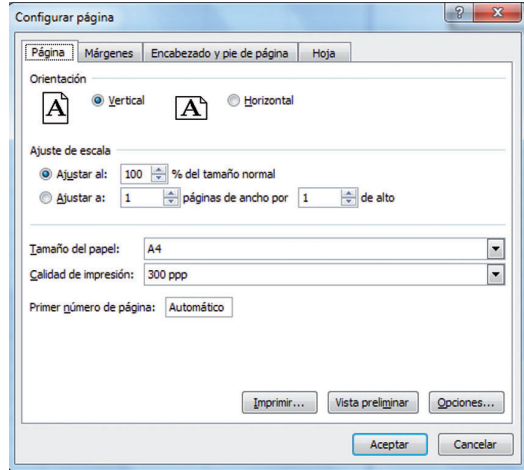 Configurar página
Página Márgenes Encabezado y pie de página Hoja
Orientación
A Vertical A Horizontal
Ajuste de escala
Ajustar al: 100 % del tamaño normal
Ajustar a: 1 páginas de ancho por 1 de alto
Tamaño del papel: A4
Calidad de impresión: 300 ppp
Primer número de página: Automático
Imprimir... Vista preliminar Opciones...
Aceptar Cancelar